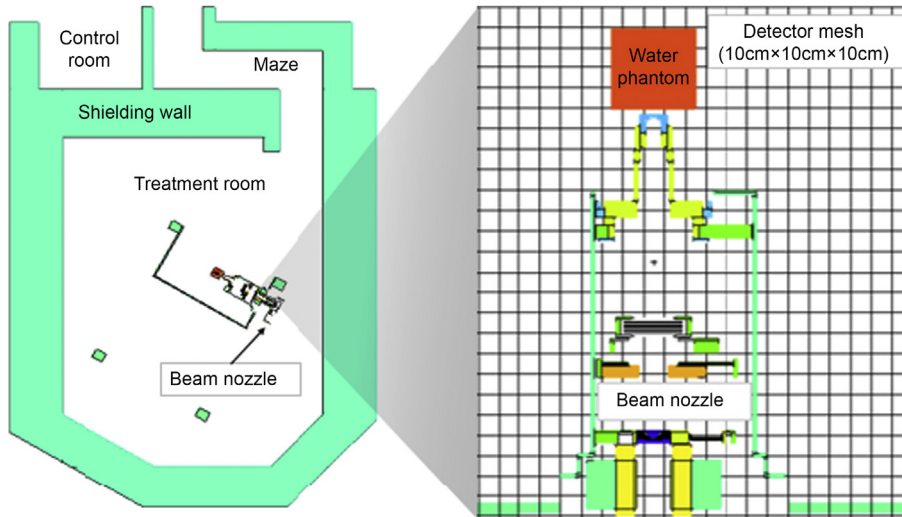 Control
room
Maze
Shielding wall
Treatment room
Beam nozzle
Water
phantom
Detector mesh
(10cm×10cm×10cm)
Beam nozzle